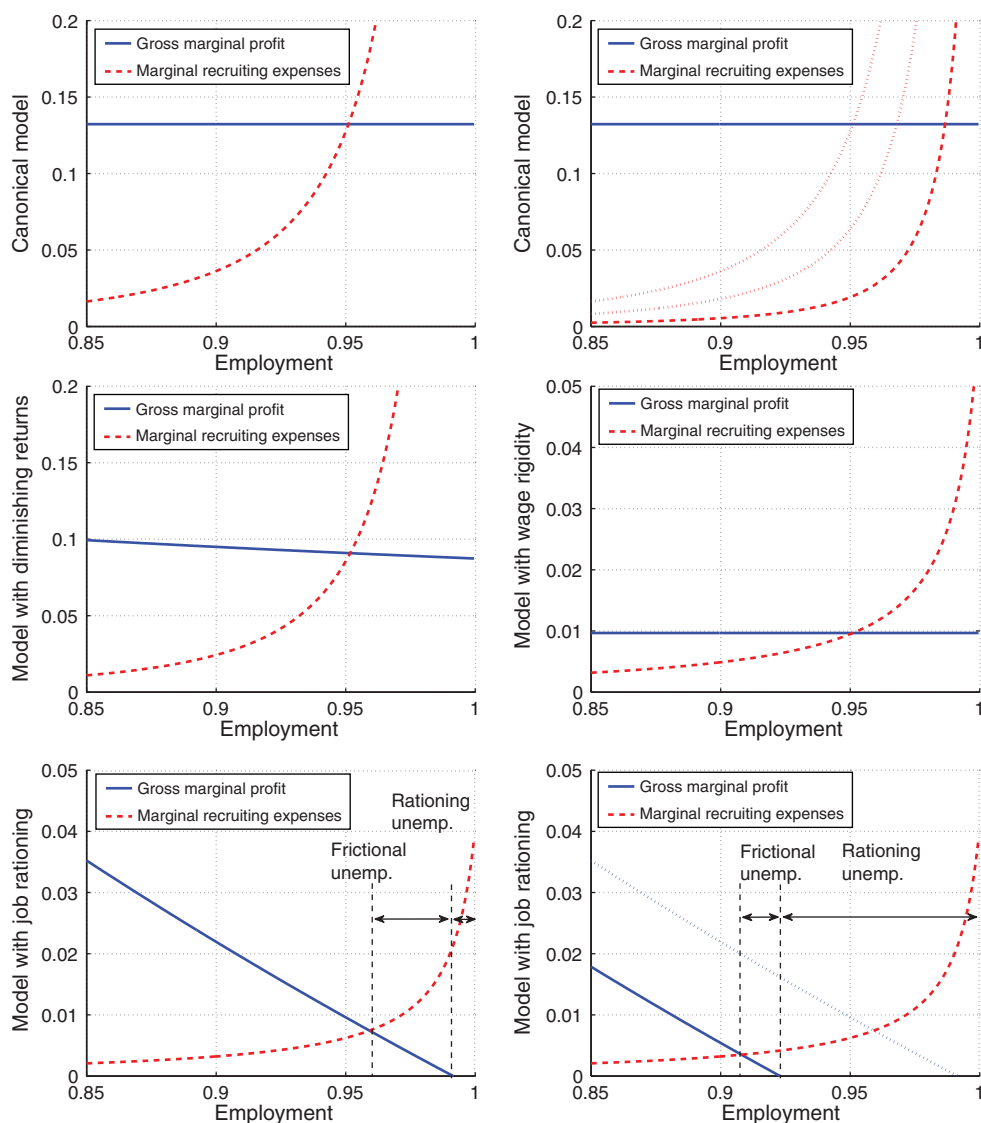 Canonical model
0.2
0.15
0.1
0.05
0
Gross marginal profit
Marginal recruiting expenses
0.85
0.9
0.95
1
Employment
Canonical model
0.2
0.15
0.1
0.05
0
Gross marginal profit
Marginal recruiting expenses
0.85
0.9
0.95
1
Employment
Model with diminishing returns
0.2
0.15
0.1
0.05
0
Gross marginal profit
Marginal recruiting expenses
0.85
0.9
0.95
1
Employment
Model with wage rigidity
0.05
0.04
0.03
0.02
0.01
0
Gross marginal profit
Marginal recruiting expenses
0.85
0.9
0.95
1
Employment
Model with job rationing
0.05
0.04
0.03
0.02
0.01
0
Gross marginal profit
Marginal recruiting expenses
Rationing
unemp.
Frictional
unemp.
0.85
0.9
0.95
1
Employment
Model with job rationing
0.05
0.04
0.03
0.02
0.01
0
Gross marginal profit
Marginal recruiting expenses
Frictional
unemp.
Rationing
unemp.
0.85
0.9
0.95
1
Employment